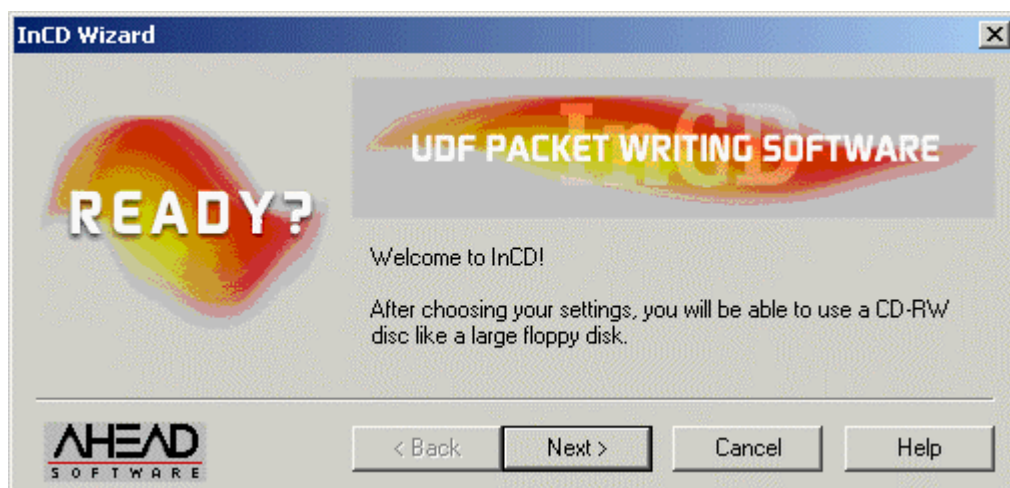 InCD Wizard
READY?
InCD
UDF PACKET WRITING SOFTWARE
Welcome to InCD!
After choosing your settings, you will be able to use a CD-RW
disc like a large floppy disk.
AHEAD
SOFTWARE
< Back
Next >
Cancel
Help